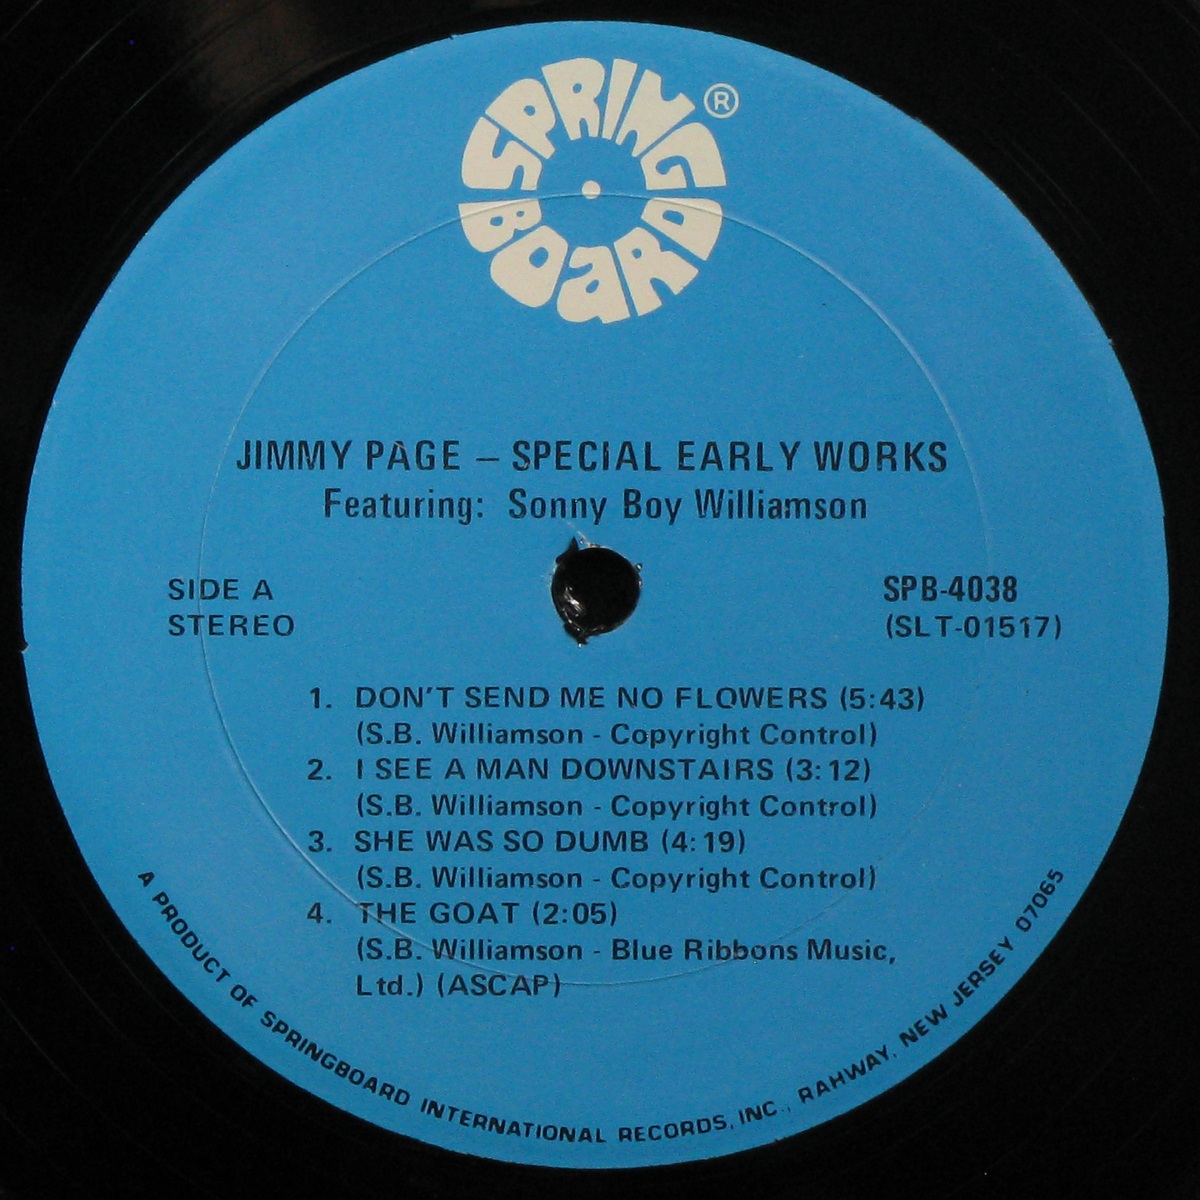 SPRING
BOARD ®
JIMMY PAGE – SPECIAL EARLY WORKS
Featuring: Sonny Boy Williamson
SIDE A
STEREO
SPB-4038
(SLT-01517)
1. DON'T SEND ME NO FLOWERS (5:43)
(S.B. Williamson - Copyright Control)
2. I SEE A MAN DOWNSTAIRS (3:12)
(S.B. Williamson - Copyright Control)
3. SHE WAS SO DUMB (4:19)
(S.B. Williamson - Copyright Control)
4. THE GOAT (2:05)
(S.B. Williamson - Blue Ribbons Music,
Ltd.) (ASCAP)
A PRODUCT OF SPRINGBOARD INTERNATIONAL RECORDS, INC., RAHWAY, NEW JERSEY 07065